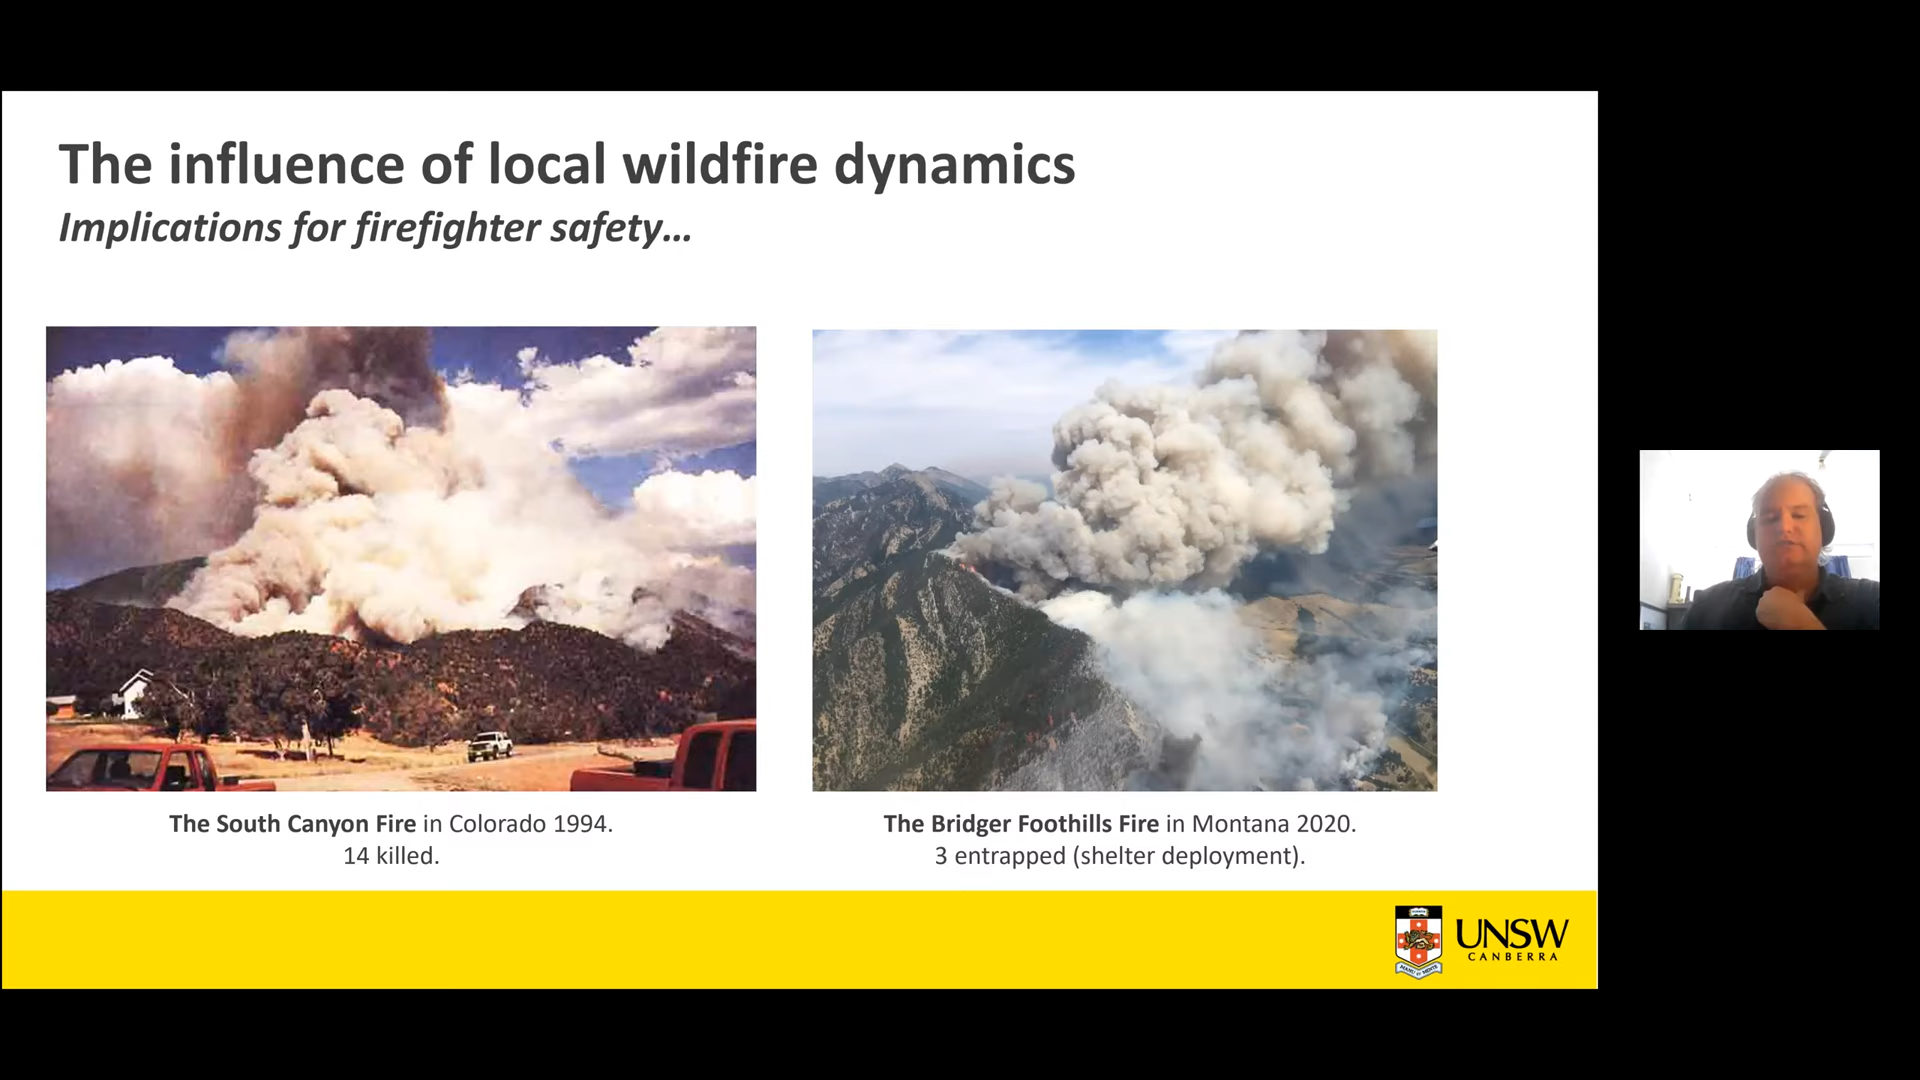 The influence of local wildfire dynamics
Implications for firefighter safety...
The South Canyon Fire in Colorado 1994.
14 killed.
The Bridger Foothills Fire in Montana 2020.
3 entrapped (shelter deployment).
UNSW
CANBERRA